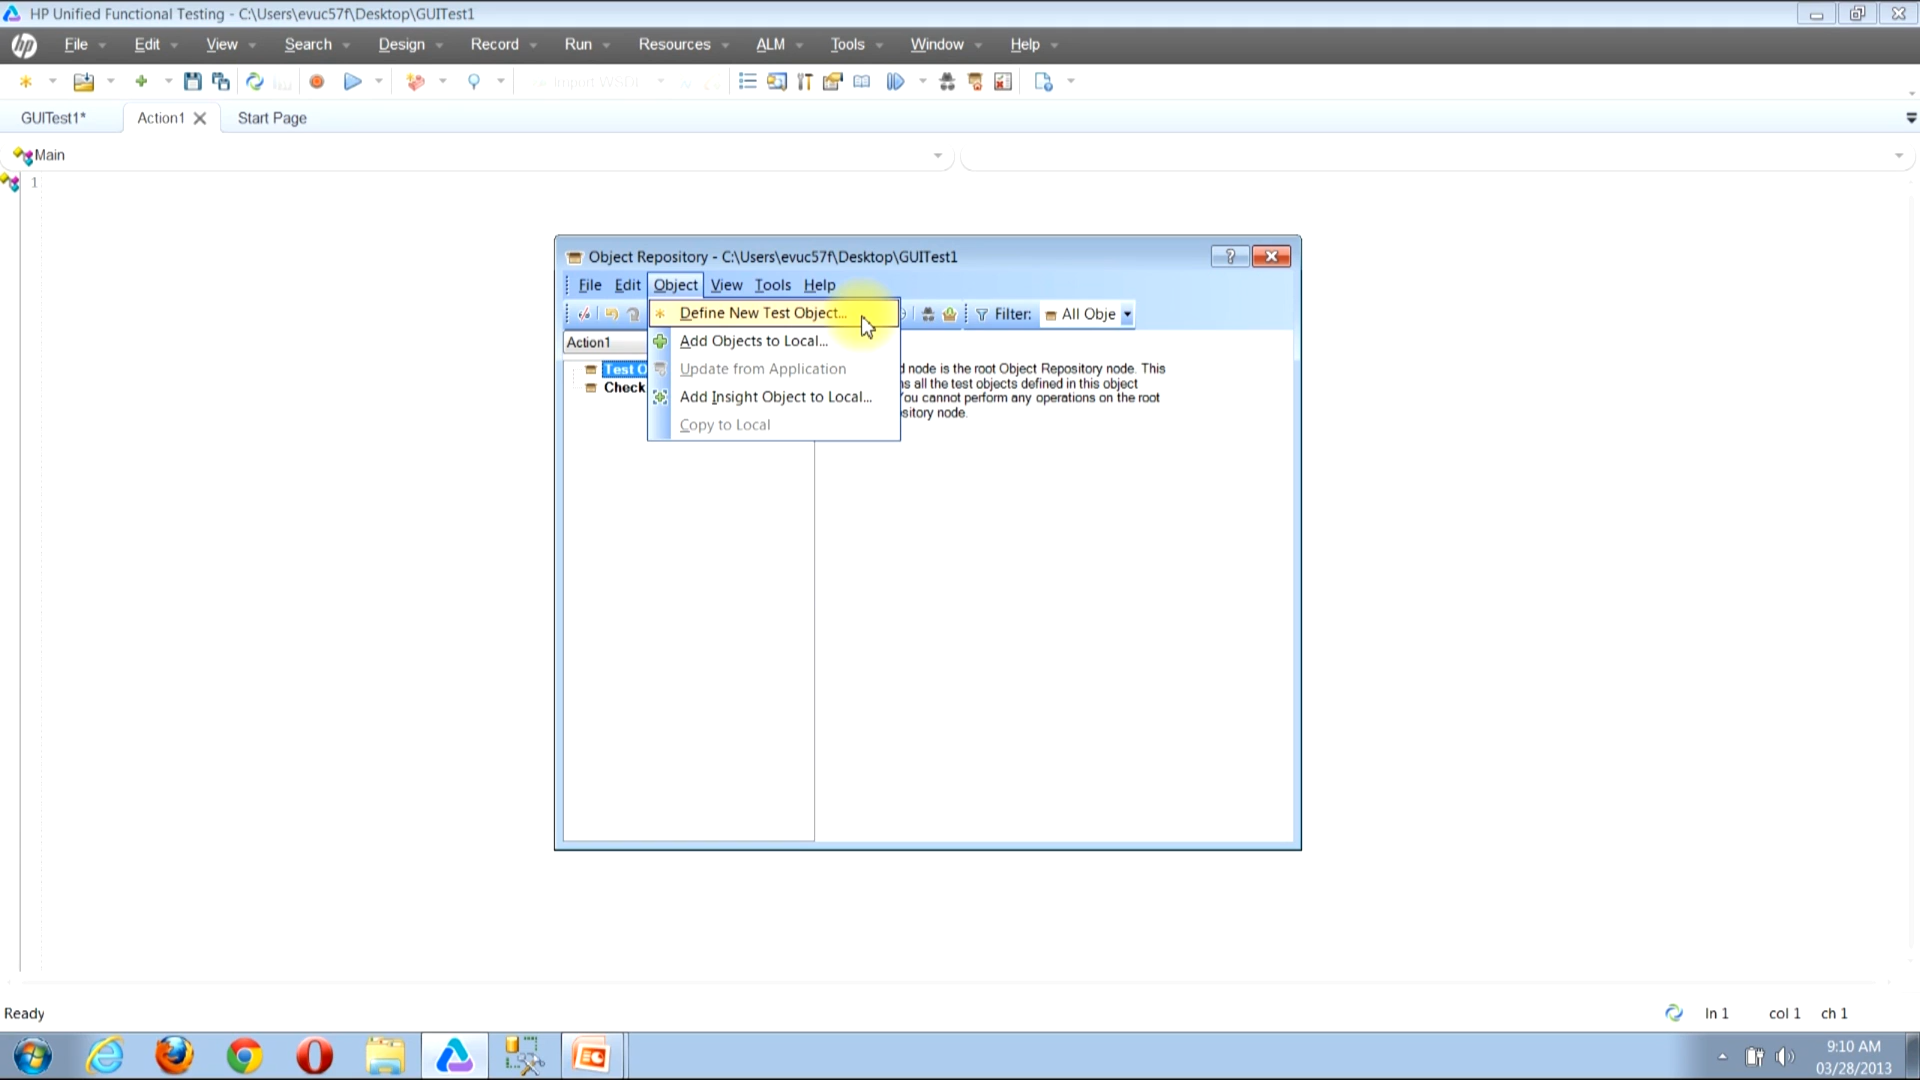 HP Unified Functional Testing - C:\Users\evuc57f\Desktop\GUITest1
hp File Edit View Search Design Record Run Resources ALM Tools Window Help
Import WSDL
GUITest1* Action1 Start Page
Main
1
Object Repository - C:\Users\evuc57f\Desktop\GUITest1
File Edit Object View Tools Help
Define New Test Object... Filter: All Obje
Action1 Add Objects to Local...
Test O Update from Application node is the root Object Repository node. This
s all the test objects defined in this object
Check Add Insight Object to Local... ou cannot perform any operations on the root
sitory node.
Copy to Local
Ready ln 1 col 1 ch 1
9:10 AM
03/28/2013